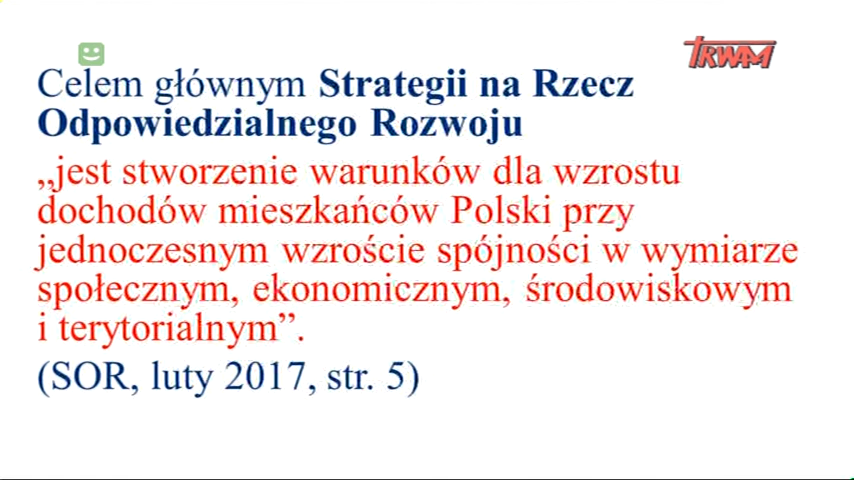 TRWAM
Celem głównym Strategii na Rzecz
Odpowiedzialnego Rozwoju
„jest stworzenie warunków dla wzrostu
dochodów mieszkańców Polski przy
jednoczesnym wzroście spójności w wymiarze
społecznym, ekonomicznym, środowiskowym
i terytorialnym”.
(SOR, luty 2017, str. 5)